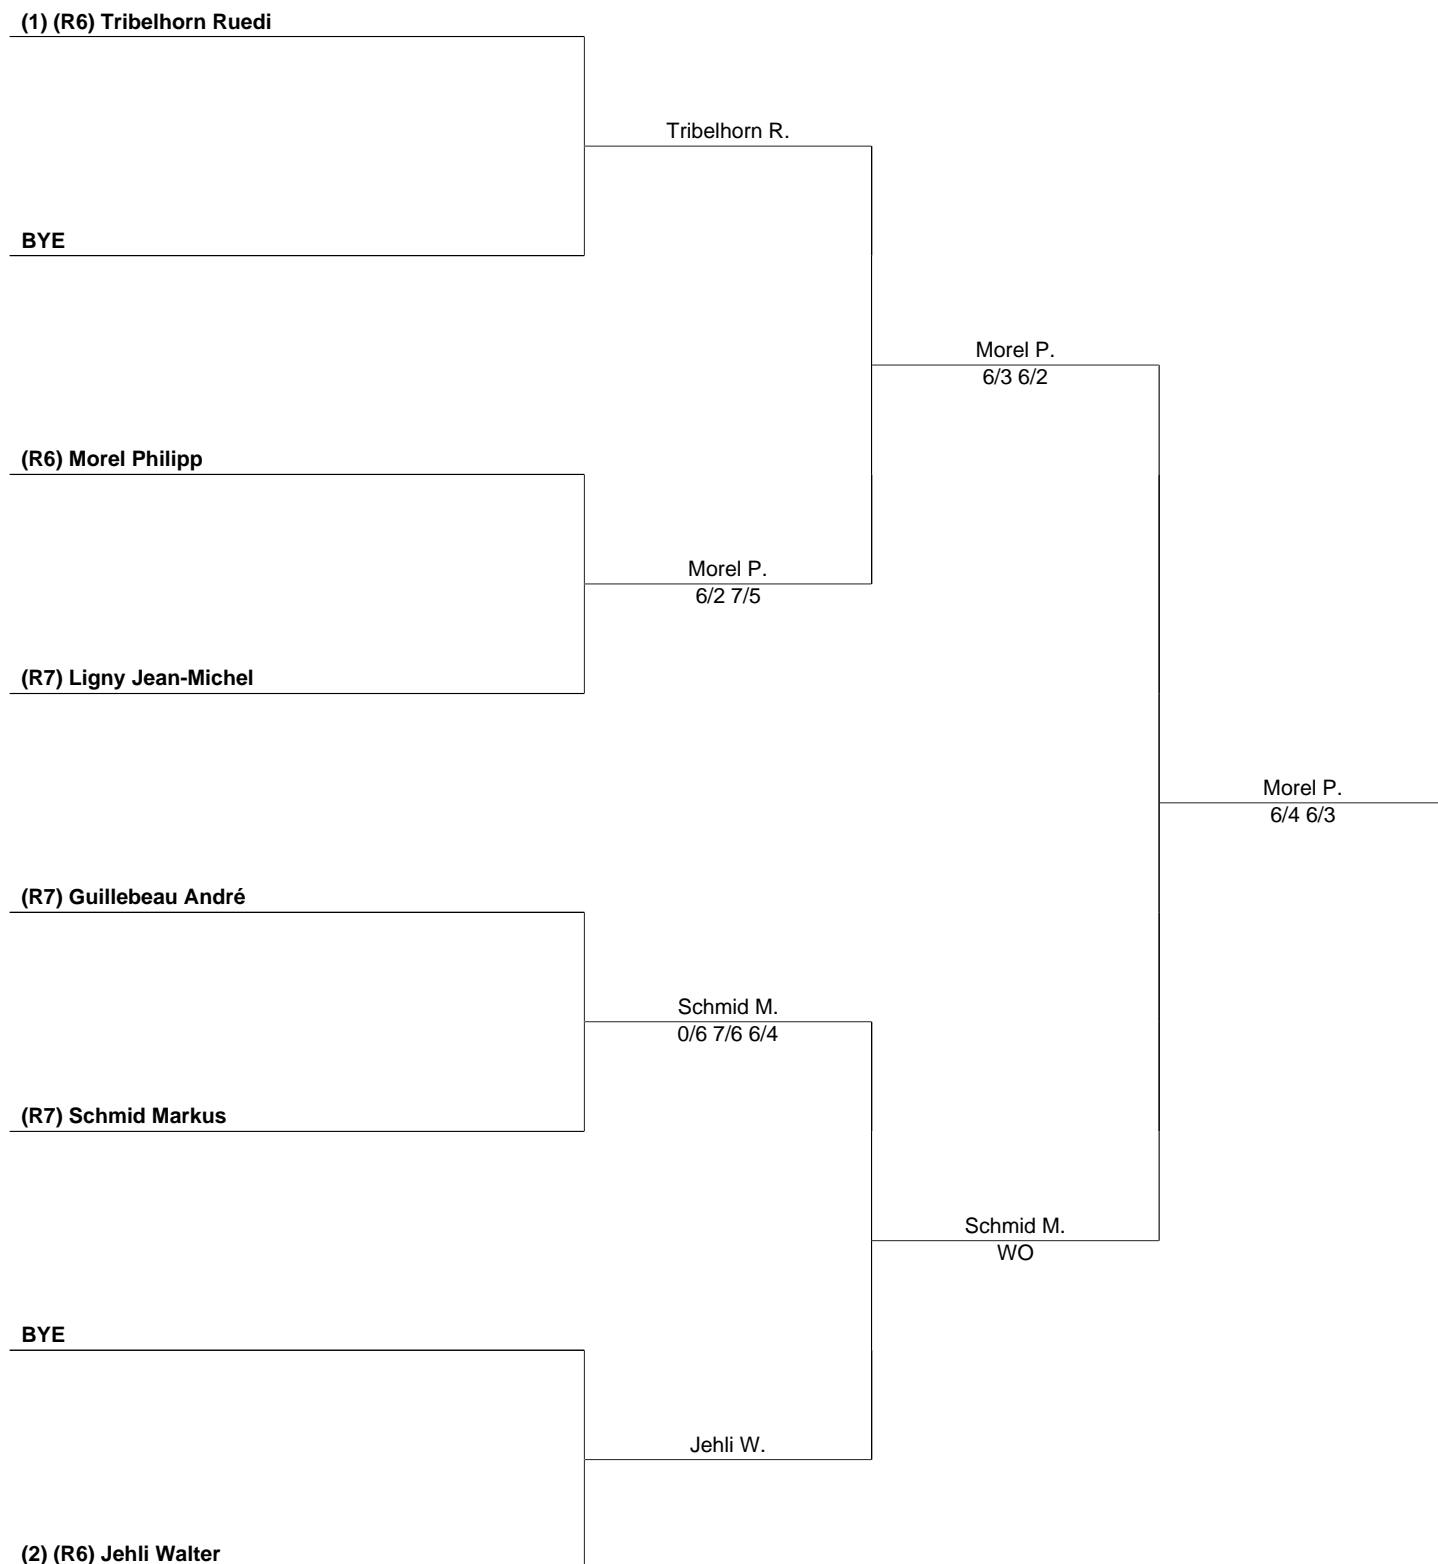 (1) (R6) Tribelhorn Ruedi
Tribelhorn R.
BYE
Morel P.
6/3 6/2
(R6) Morel Philipp
Morel P.
6/2 7/5
(R7) Ligny Jean-Michel
Morel P.
6/4 6/3
(R7) Guillebeau André
Schmid M.
0/6 7/6 6/4
(R7) Schmid Markus
Schmid M.
WO
BYE
Jehli W.
(2) (R6) Jehli Walter